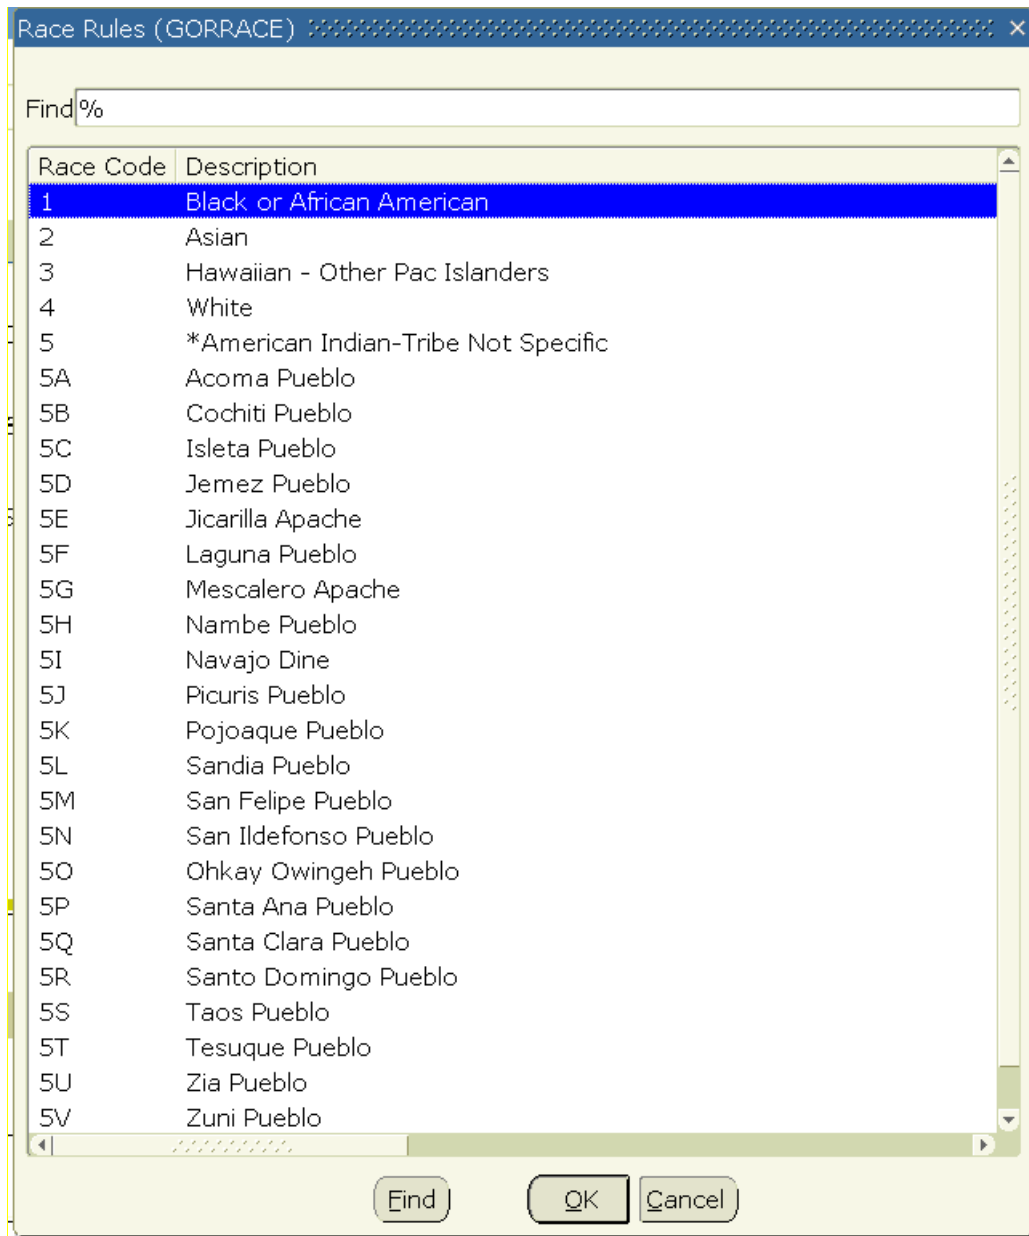 Race Rules (GORRACE)
Find %
Race Code Description
1 Black or African American
2 Asian
3 Hawaiian - Other Pac Islanders
4 White
5 *American Indian-Tribe Not Specific
5A Acoma Pueblo
5B Cochiti Pueblo
5C Isleta Pueblo
5D Jemez Pueblo
5E Jicarilla Apache
5F Laguna Pueblo
5G Mescalero Apache
5H Nambe Pueblo
5I Navajo Dine
5J Picuris Pueblo
5K Pojoaque Pueblo
5L Sandia Pueblo
5M San Felipe Pueblo
5N San Ildefonso Pueblo
5O Ohkay Owingeh Pueblo
5P Santa Ana Pueblo
5Q Santa Clara Pueblo
5R Santo Domingo Pueblo
5S Taos Pueblo
5T Tesuque Pueblo
5U Zia Pueblo
5V Zuni Pueblo
Find OK Cancel